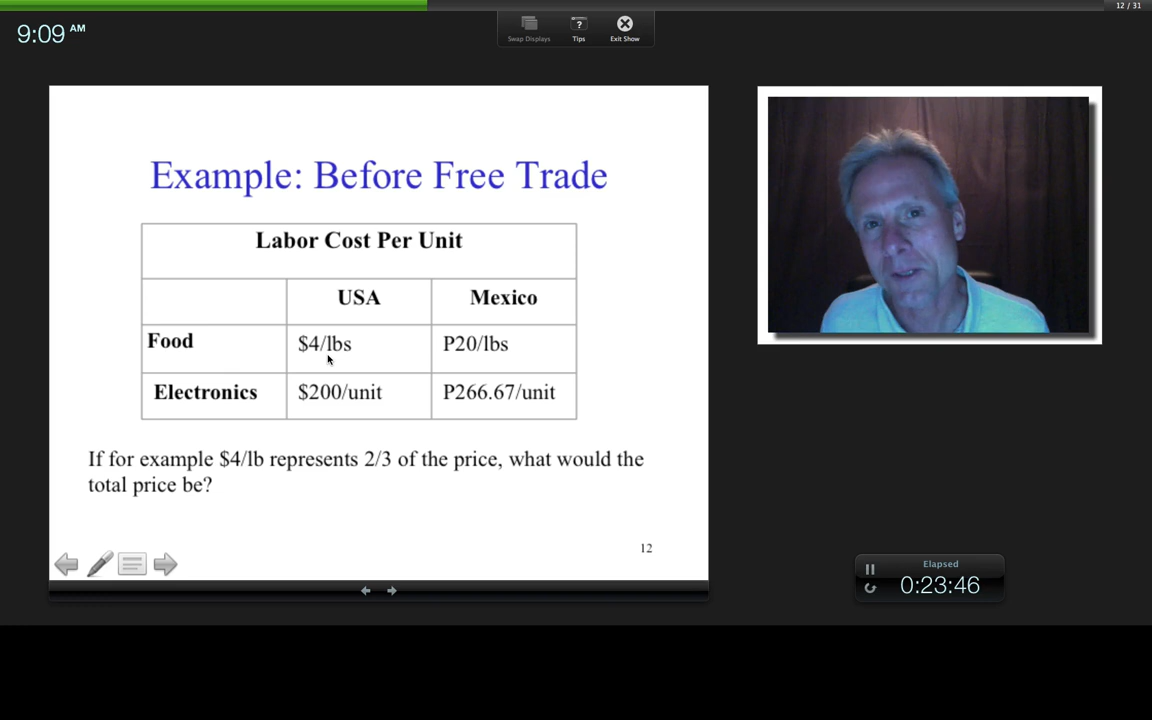 12 / 31
9:09 AM
Swap Displays
Tips
Exit Show
Example: Before Free Trade
Labor Cost Per Unit
USA Mexico
Food $4/lbs P20/lbs
Electronics $200/unit P266.67/unit
If for example $4/lb represents 2/3 of the price, what would the
total price be?
12
Elapsed
0:23:46